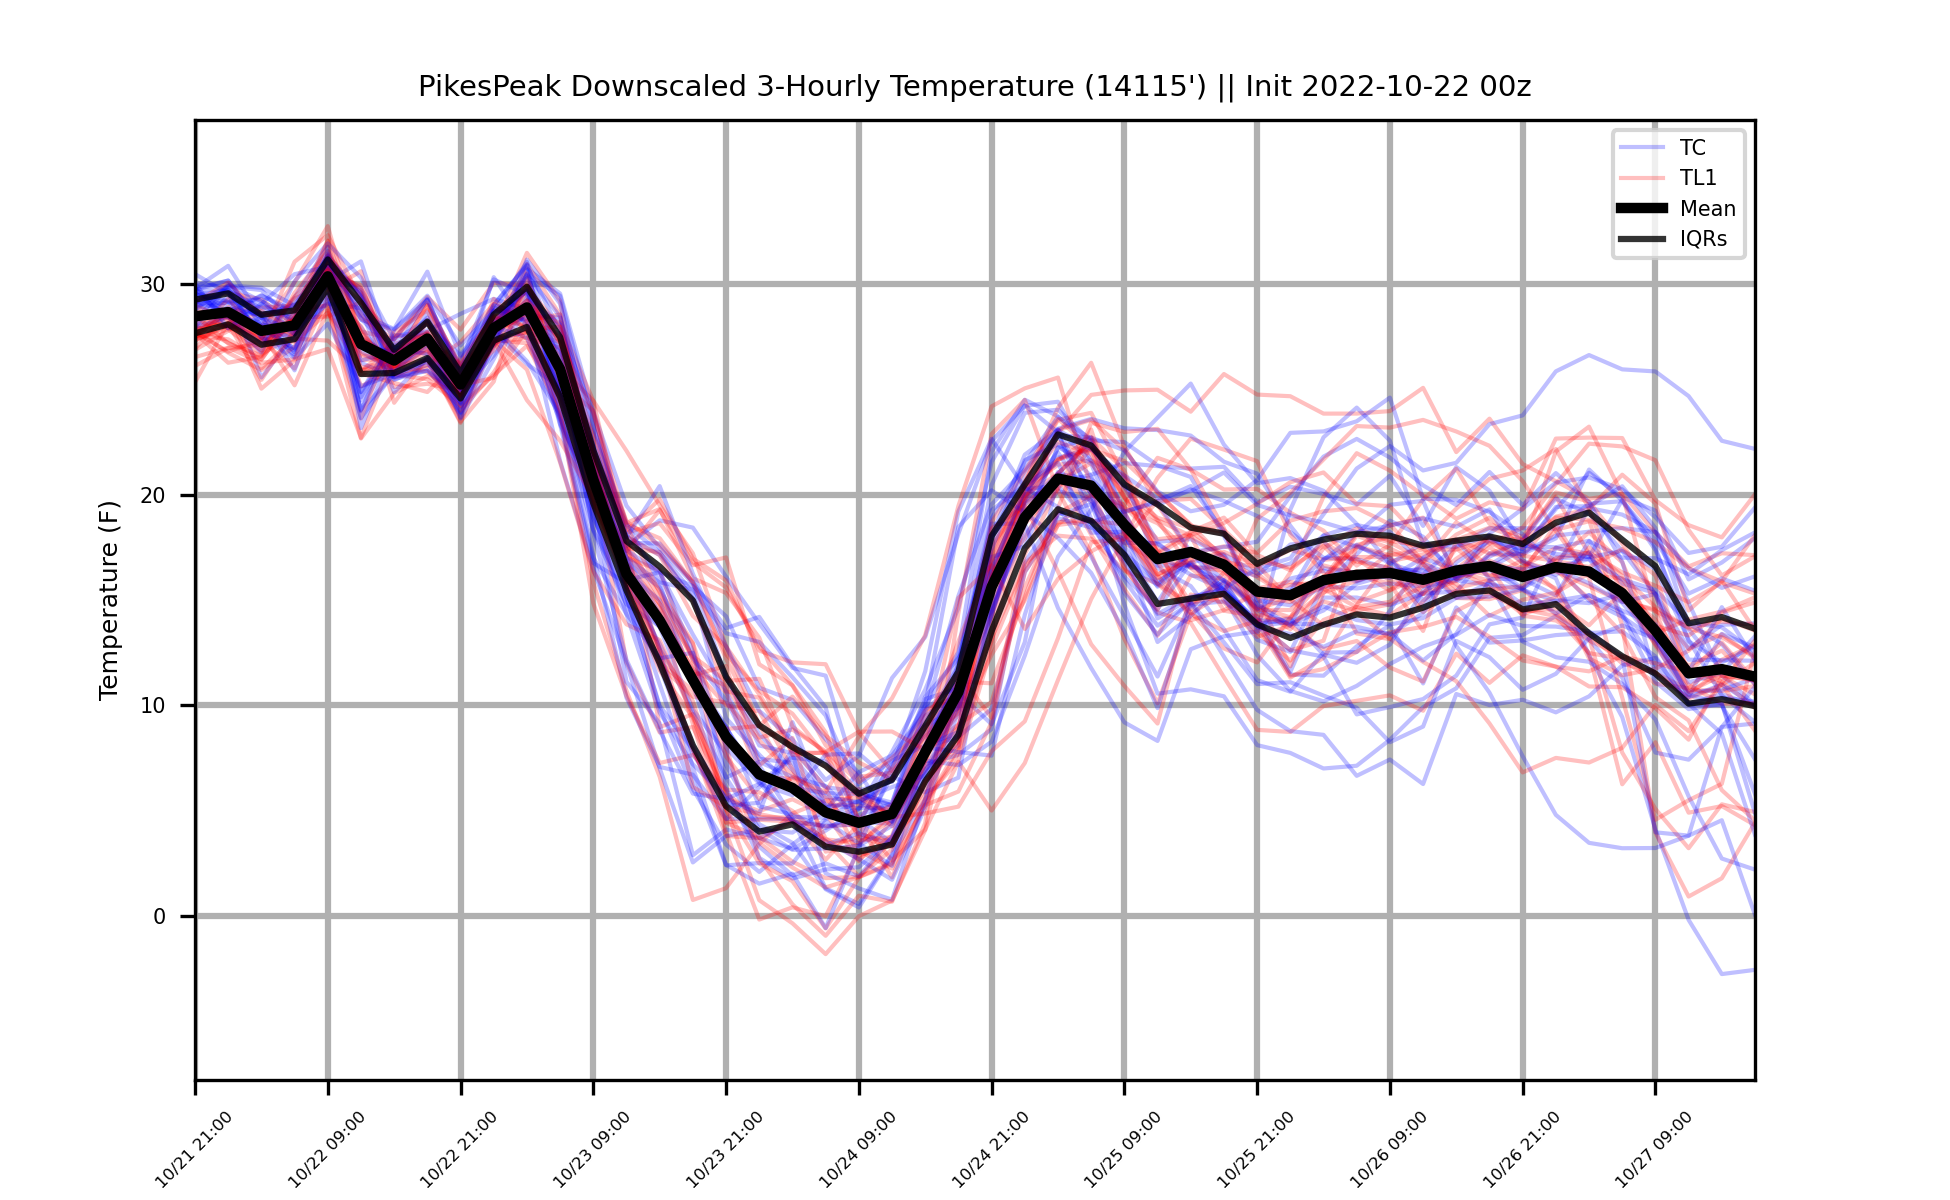 PikesPeak Downscaled 3-Hourly Temperature (14115') || Init 2022-10-22 00z
TC
TL1
Mean
IQRs
Temperature (F)
30
20
10
0
10/21 21:00
10/22 09:00
10/22 21:00
10/23 09:00
10/23 21:00
10/24 09:00
10/24 21:00
10/25 09:00
10/25 21:00
10/26 09:00
10/26 21:00
10/27 09:00